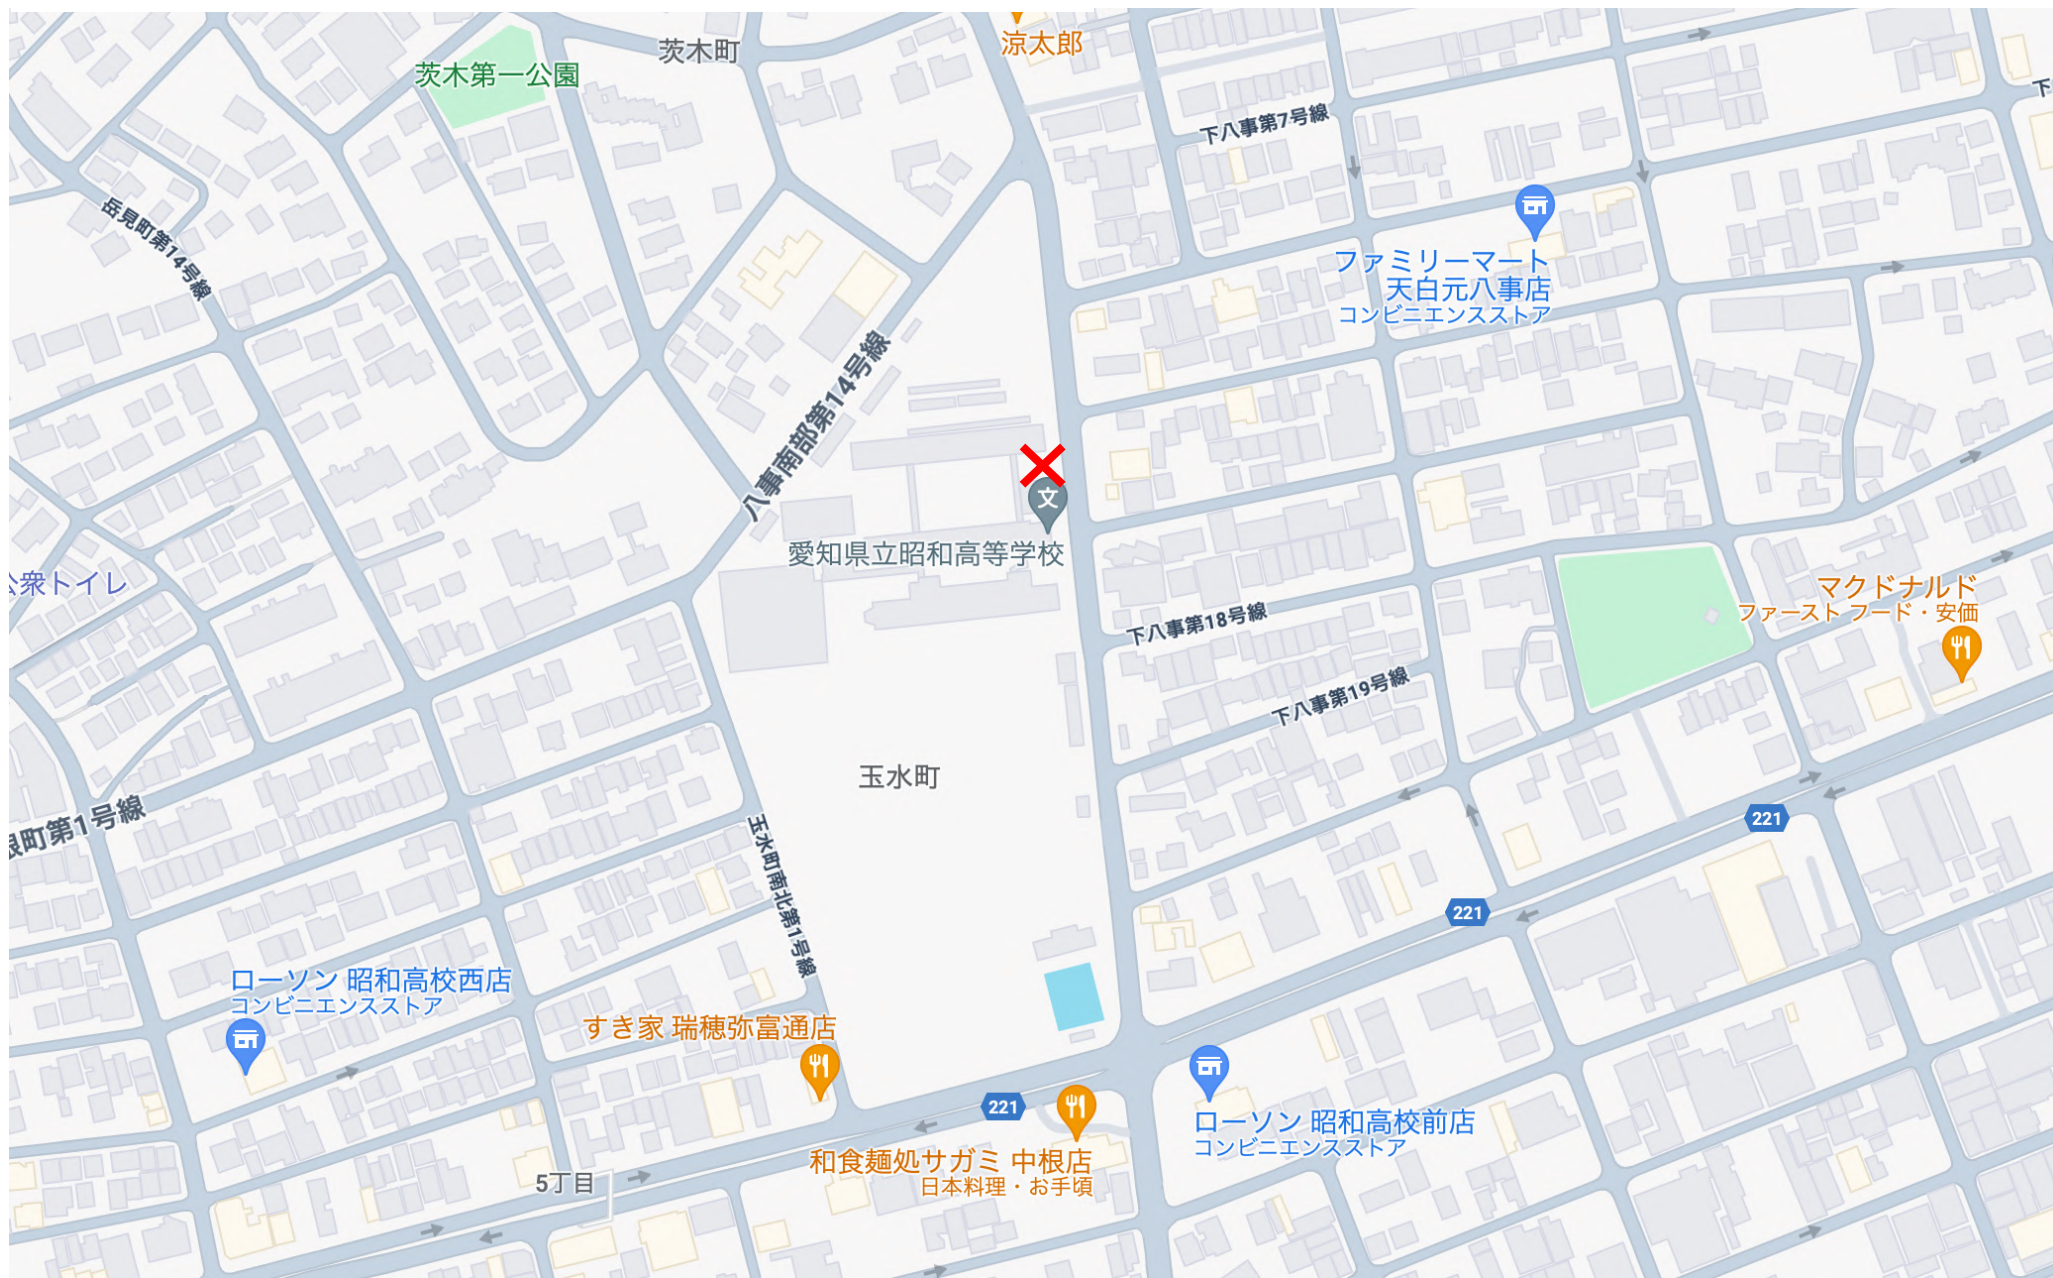 涼太郎
茨木町
茨木第一公園
下八事第7号線
岳見町第14号線
ファミリーマート
天白元八事店
コンビニエンスストア
八事南部第14号線
文
愛知県立昭和高等学校
公衆トイレ
マクドナルド
ファースト フード・安価
下八事第18号線
下八事第19号線
玉水町
町第1号線
221
玉水町南北第1号線
221
ローソン 昭和高校西店
コンビニエンスストア
すき家 瑞穂弥富通店
221
ローソン 昭和高校前店
コンビニエンスストア
和食麺処サガミ 中根店
日本料理・お手頃
5丁目